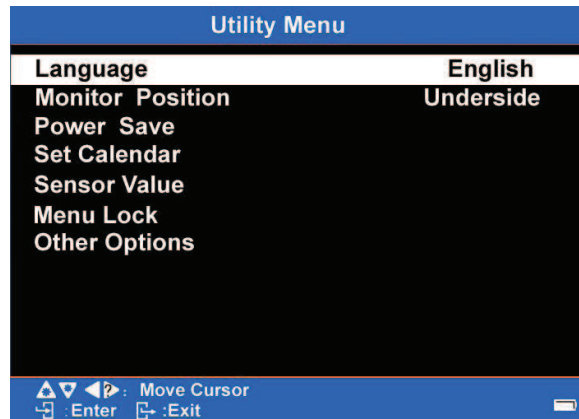 Utility Menu
Language English
Monitor Position Underside
Power Save
Set Calendar
Sensor Value
Menu Lock
Other Options
? : Move Cursor
:Enter :Exit